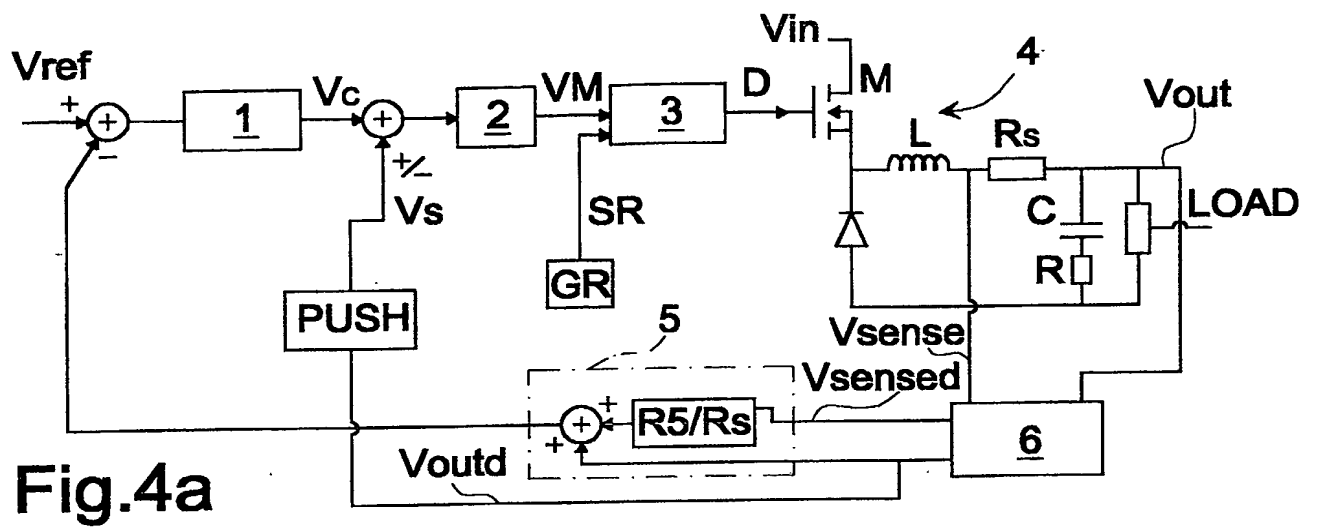 Vin
4
Vref
+
-
1
Vc
+
+/-
Vs
2
VM
3
D
M
L
Rs
Vout
C
R
LOAD
SR
GR
PUSH
5
Vsense
Vsensed
+
+
+
R5/Rs
6
Voutd
Fig.4a